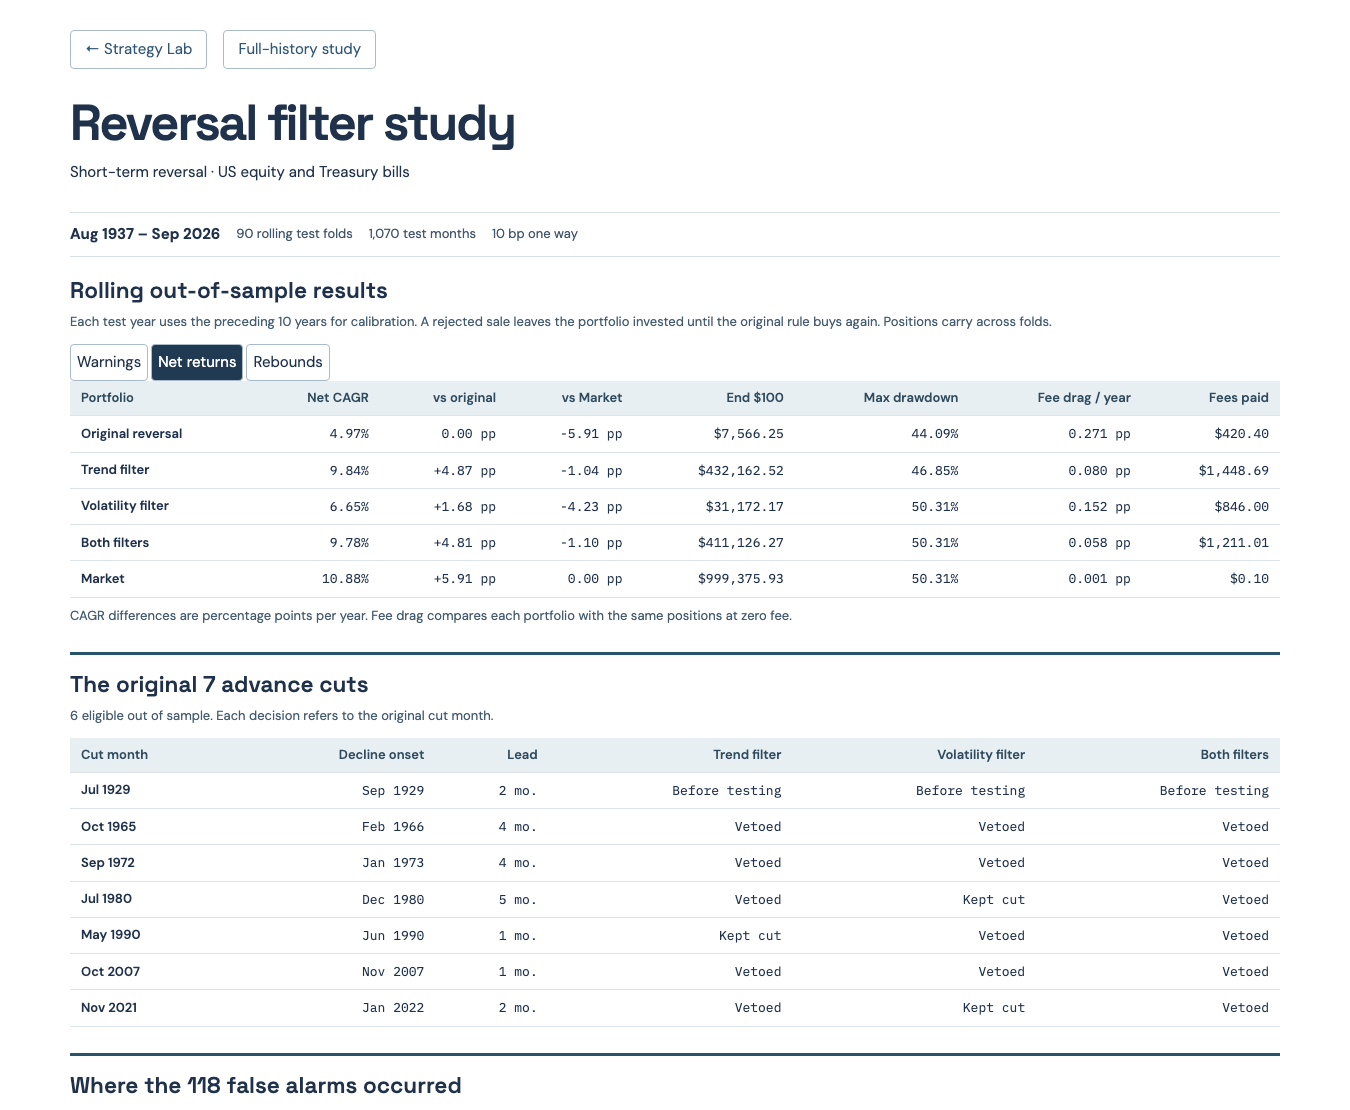 ← Strategy Lab Full-history study
Reversal filter study
Short-term reversal · US equity and Treasury bills
Aug 1937 – Sep 2026 90 rolling test folds 1,070 test months 10 bp one way
Rolling out-of-sample results
Each test year uses the preceding 10 years for calibration. A rejected sale leaves the portfolio invested until the original rule buys again. Positions carry across folds.
Warnings Net returns Rebounds
Portfolio Net CAGR vs original vs Market End $100 Max drawdown Fee drag / year Fees paid
Original reversal 4.97% 0.00 pp -5.91 pp $7,566.25 44.09% 0.271 pp $420.40
Trend filter 9.84% +4.87 pp -1.04 pp $432,162.52 46.85% 0.080 pp $1,448.69
Volatility filter 6.65% +1.68 pp -4.23 pp $31,172.17 50.31% 0.152 pp $846.00
Both filters 9.78% +4.81 pp -1.10 pp $411,126.27 50.31% 0.058 pp $1,211.01
Market 10.88% +5.91 pp 0.00 pp $999,375.93 50.31% 0.001 pp $0.10
CAGR differences are percentage points per year. Fee drag compares each portfolio with the same positions at zero fee.
The original 7 advance cuts
6 eligible out of sample. Each decision refers to the original cut month.
Cut month Decline onset Lead Trend filter Volatility filter Both filters
Jul 1929 Sep 1929 2 mo. Before testing Before testing Before testing
Oct 1965 Feb 1966 4 mo. Vetoed Vetoed Vetoed
Sep 1972 Jan 1973 4 mo. Vetoed Vetoed Vetoed
Jul 1980 Dec 1980 5 mo. Vetoed Kept cut Vetoed
May 1990 Jun 1990 1 mo. Kept cut Vetoed Vetoed
Oct 2007 Nov 2007 1 mo. Vetoed Vetoed Vetoed
Nov 2021 Jan 2022 2 mo. Vetoed Kept cut Vetoed
Where the 118 false alarms occurred